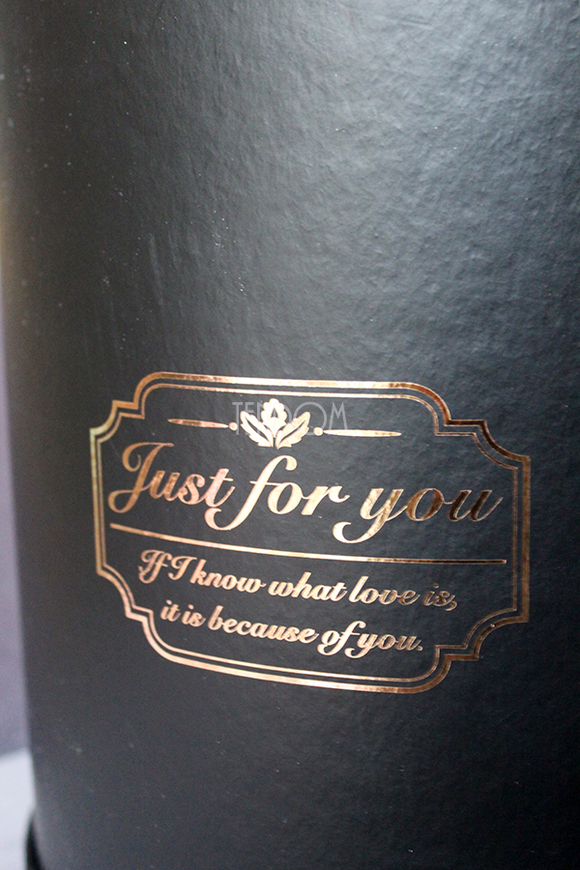 Just for you
If I know what love is,
it is because of you.